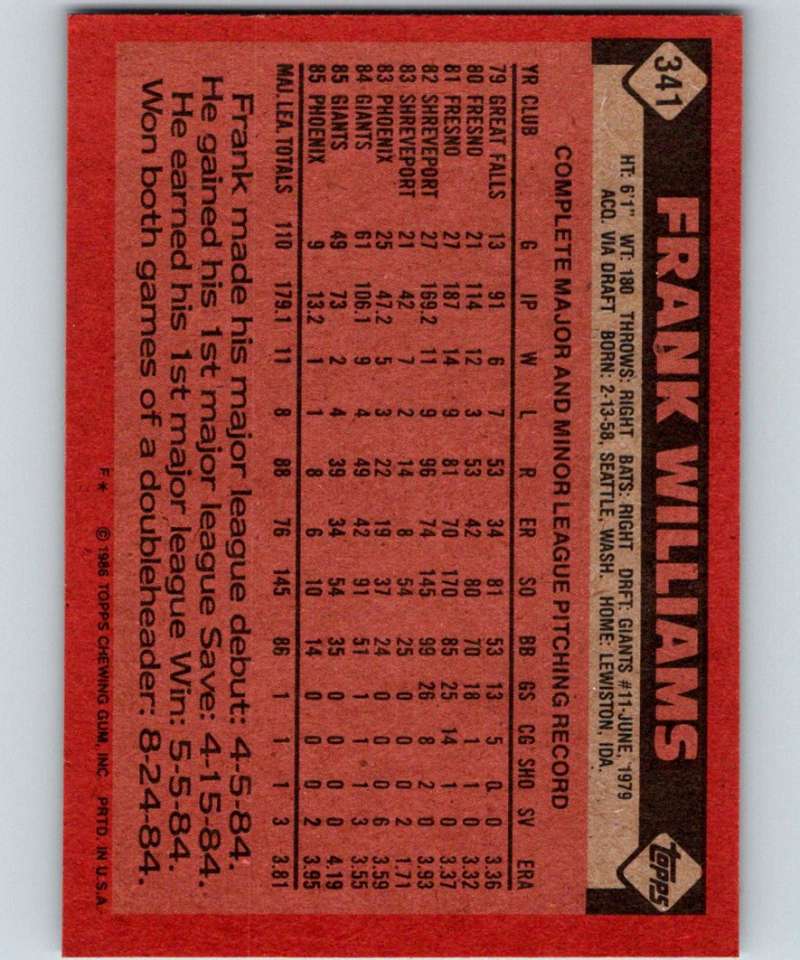 341 FRANK WILLIAMS topps
HT: 6'1" WT: 180 THROWS: RIGHT BATS: RIGHT DRFT: GIANTS #11-JUNE, 1979
ACQ. VIA DRAFT BORN: 2-13-58, SEATTLE, WASH. HOME: LEWISTON, IDA.
COMPLETE MAJOR AND MINOR LEAGUE PITCHING RECORD
YR CLUB G IP W L R ER SO BB GS CG SHO SV ERA
79 GREAT FALLS 13 91 6 7 53 34 81 53 13 5 0 0 3.36
80 FRESNO 21 114 12 3 53 42 80 70 18 1 1 0 3.32
81 FRESNO 27 187 14 9 81 70 170 85 25 14 1 0 3.37
82 SHREVEPORT 27 169.2 11 9 96 74 145 99 26 8 2 0 3.93
83 SHREVEPORT 21 42 7 2 14 8 54 25 0 0 0 2 1.71
83 PHOENIX 25 47.2 5 3 22 19 37 24 0 0 0 6 3.59
84 GIANTS 61 106.1 9 4 49 42 91 51 1 1 1 3 3.55
85 GIANTS 49 73 2 4 39 34 54 35 0 0 0 0 4.19
85 PHOENIX 9 13.2 1 1 8 6 10 14 0 0 0 2 3.95
MAJ. LEA. TOTALS 110 179.1 11 8 88 76 145 86 1 1 1 3 3.81
Frank made his major league debut: 4-5-84.
He gained his 1st major league Save: 4-15-84.
He earned his 1st major league Win: 5-5-84.
Won both games of a doubleheader: 8-24-84.
F* © 1986 TOPPS CHEWING GUM, INC. PRTD. IN U.S.A.